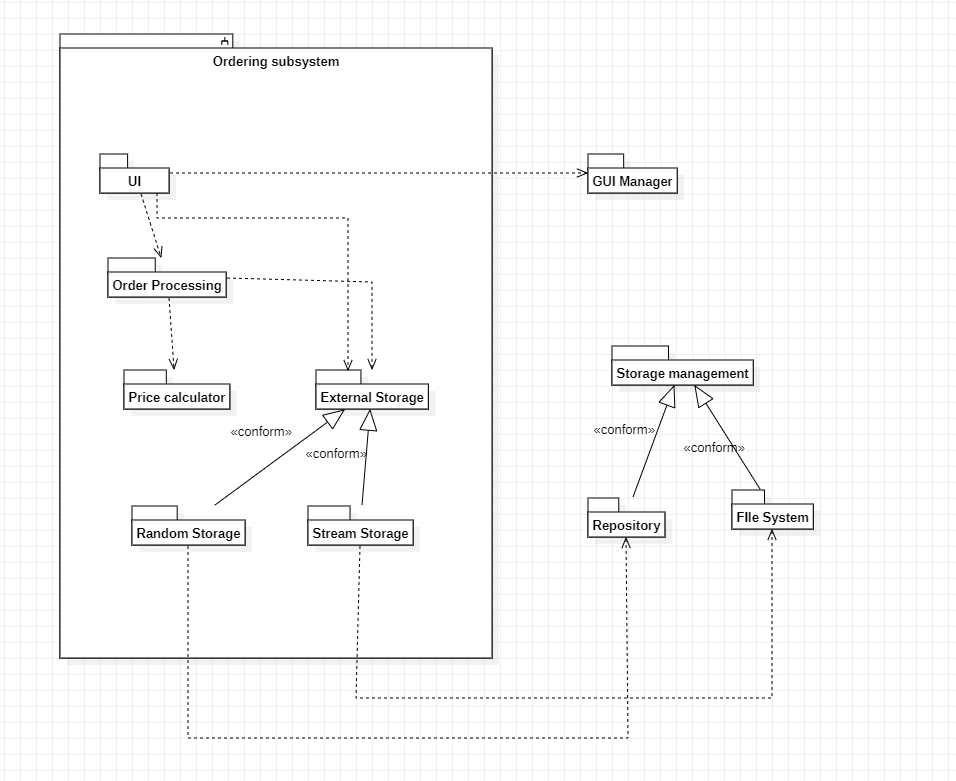 Ordering subsystem
UI
GUI Manager
Order Processing
Price calculator
External Storage
Storage management
«conform»
«conform»
«conform»
«conform»
Random Storage
Stream Storage
Repository
FIle System